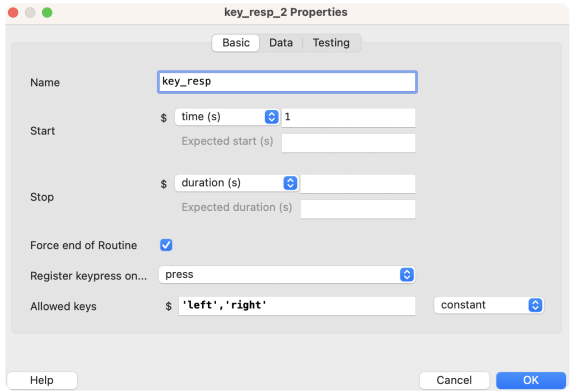 key_resp_2 Properties
Basic Data Testing
Name key_resp
Start $ time (s) 1
Expected start (s)
Stop $ duration (s)
Expected duration (s)
Force end of Routine
Register keypress on... press
Allowed keys $ 'left','right' constant
Help Cancel OK